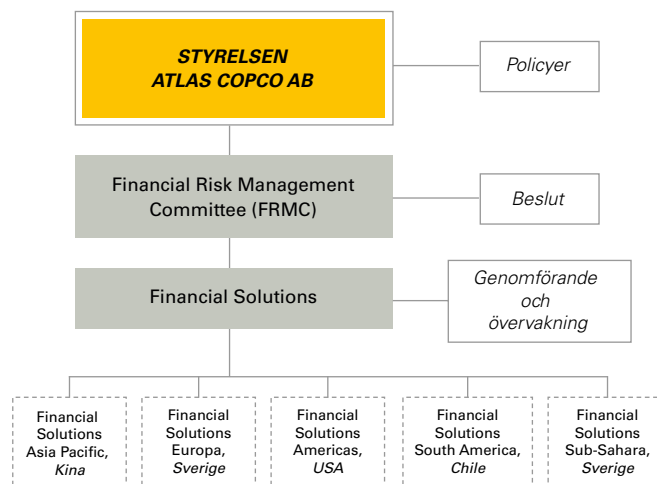 STYRELSEN
ATLAS COPCO AB
Policyer
Financial Risk Management
Committee (FRMC)
Beslut
Financial Solutions
Genomförande
och
övervakning
Financial
Solutions
Asia Pacific,
Kina
Financial
Solutions
Europa,
Sverige
Financial
Solutions
Americas,
USA
Financial
Solutions
South America,
Chile
Financial
Solutions
Sub-Sahara,
Sverige